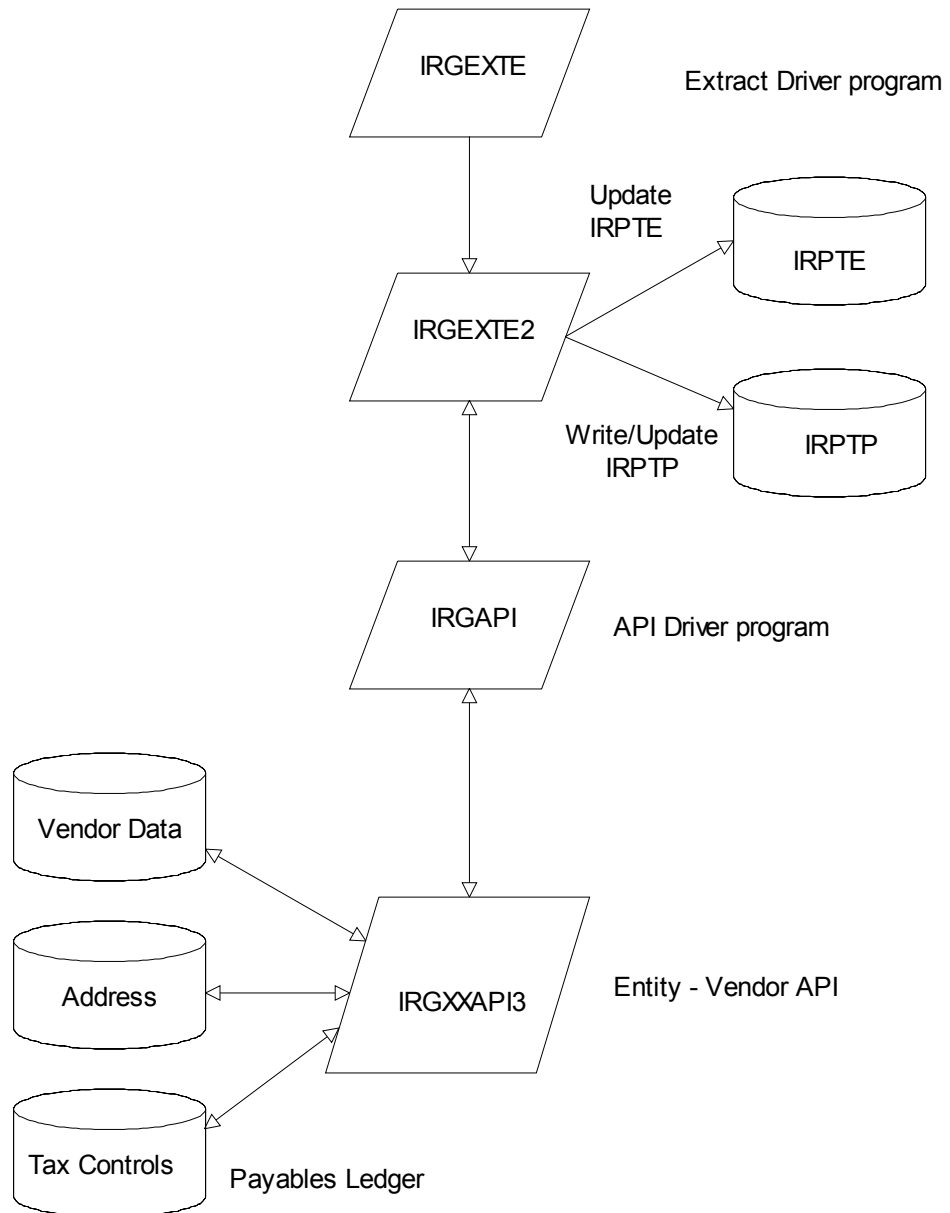 IRGEXTE
Extract Driver program
Update
IRPTE
IRPTE
IRGEXTE2
Write/Update
IRPTP
IRPTP
IRGAPI
API Driver program
Vendor Data
Address
IRGXXAPI3
Entity - Vendor API
Tax Controls
Payables Ledger